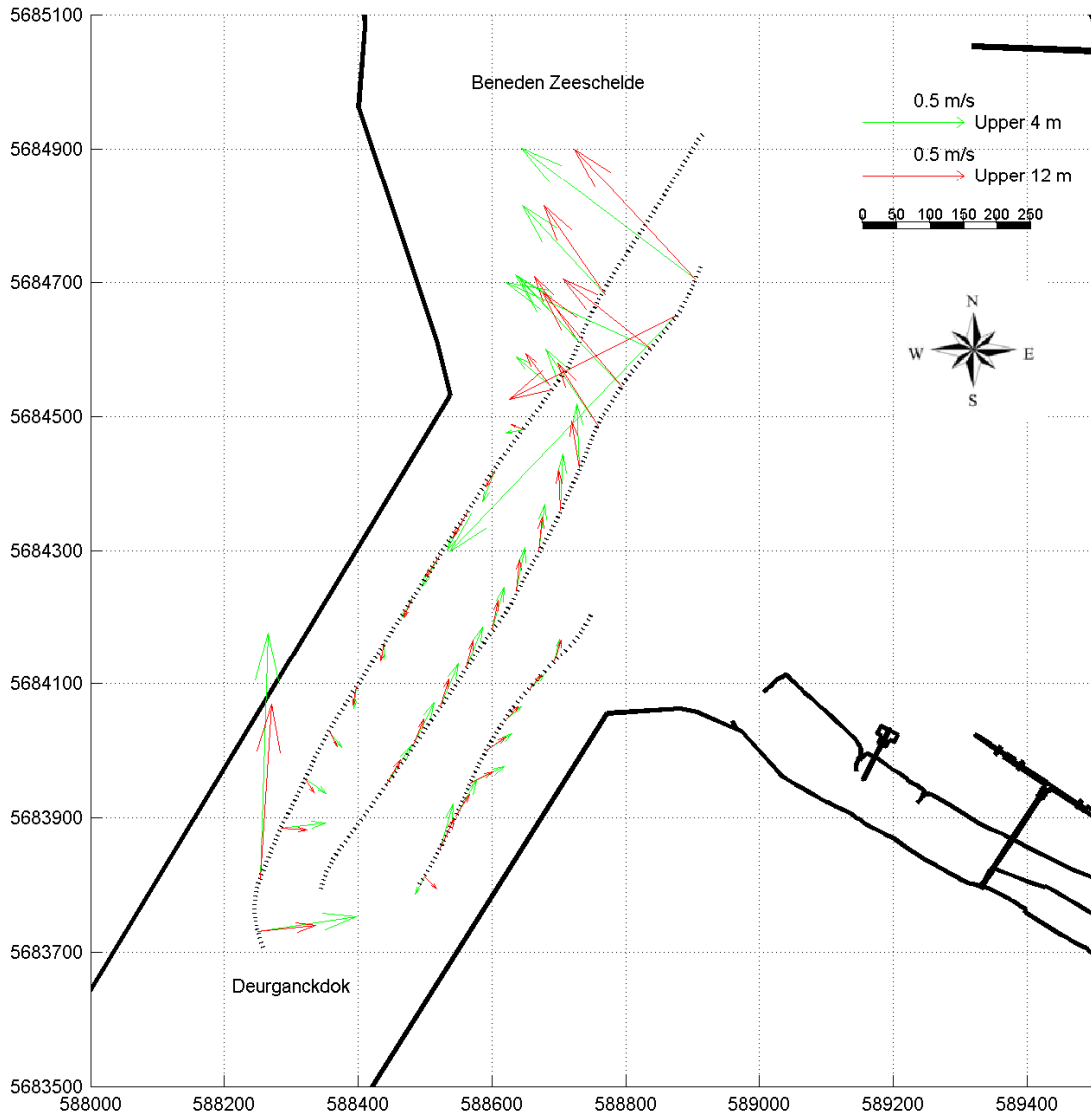 5685100
Beneden Zeeschelde
0.5 m/s
Upper 4 m
5684900
0.5 m/s
Upper 12 m
0 50 100 150 200 250
5684700
N
W E
S
5684500
5684300
5684100
5683900
5683700
Deurganckdok
5683500
588000 588200 588400 588600 588800 589000 589200 589400